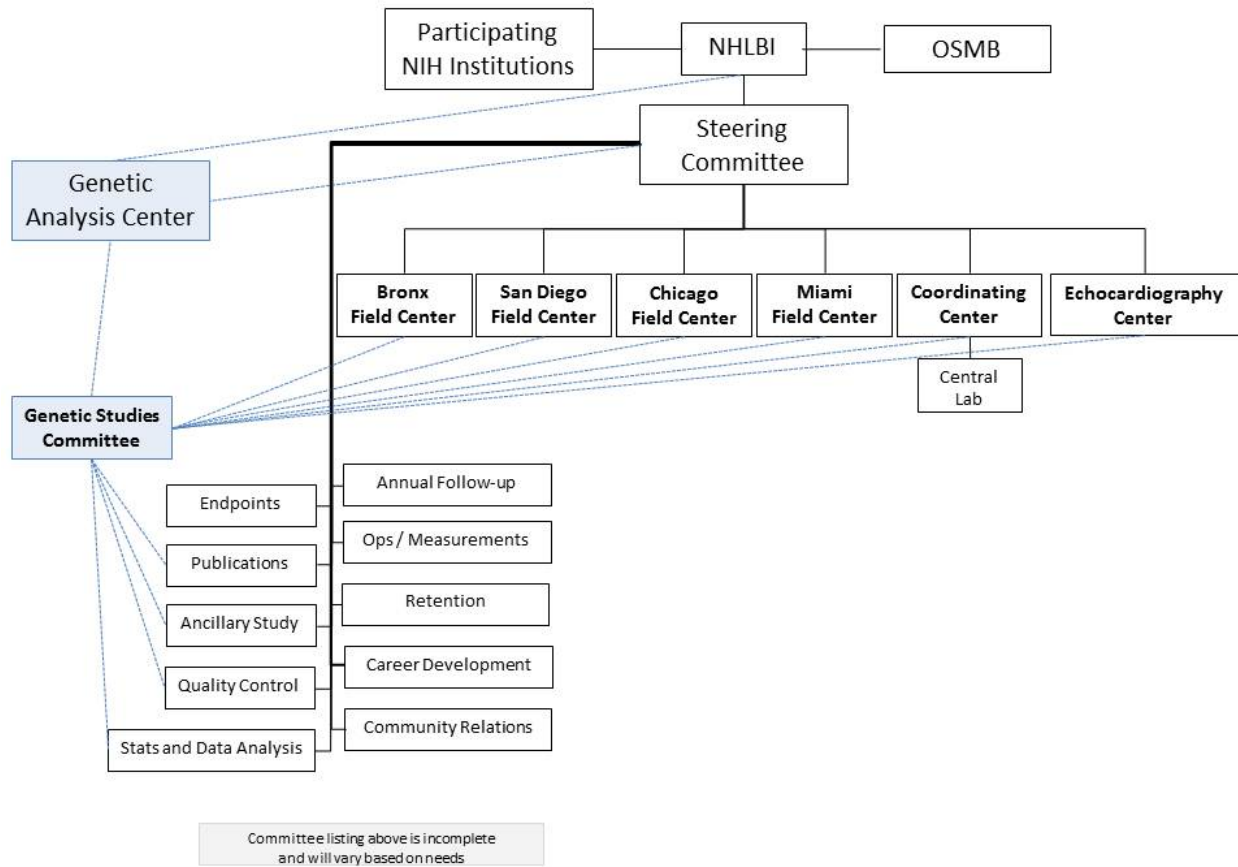 Participating
NIH Institutions
NHLBI
OSMB
Steering
Committee
Genetic
Analysis Center
Bronx
Field Center
San Diego
Field Center
Chicago
Field Center
Miami
Field Center
Coordinating
Center
Echocardiography
Center
Central
Lab
Genetic Studies
Committee
Annual Follow-up
Endpoints
Ops / Measurements
Publications
Retention
Ancillary Study
Career Development
Quality Control
Community Relations
Stats and Data Analysis
Committee listing above is incomplete
and will vary based on needs